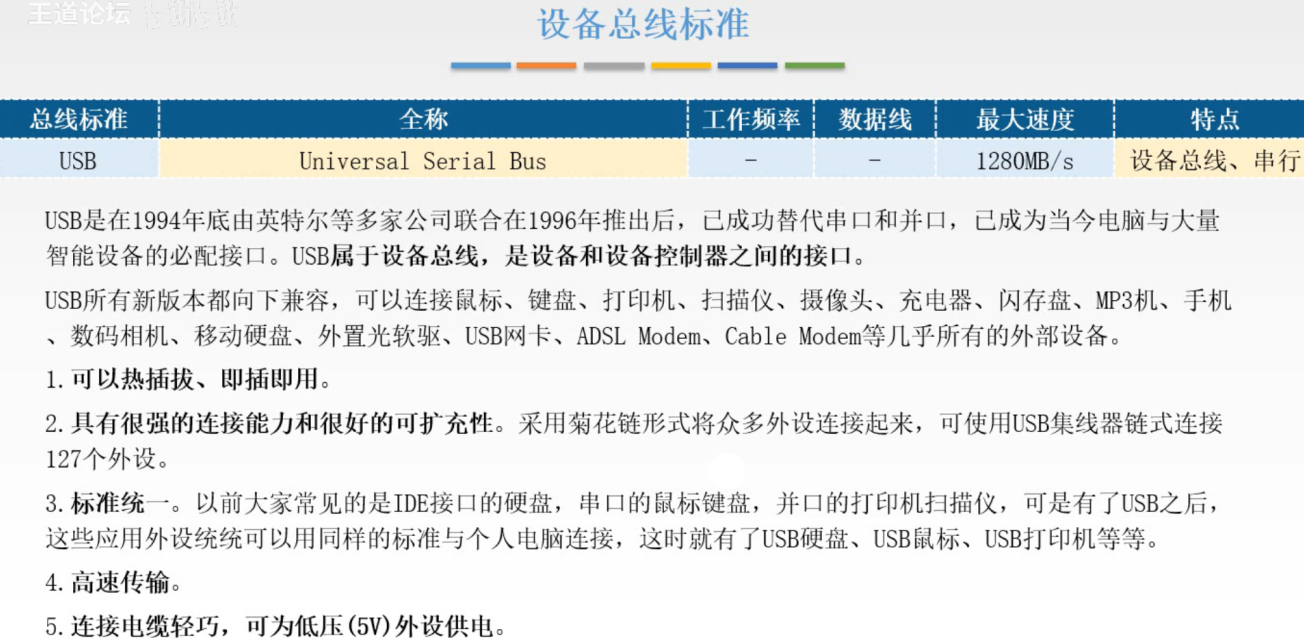 王道论坛
设备总线标准
总线标准 全称 工作频率 数据线 最大速度 特点
USB Universal Serial Bus - - 1280MB/s 设备总线、串行
USB是在1994年底由英特尔等多家公司联合在1996年推出后，已成功替代串口和并口，已成为当今电脑与大量
智能设备的必配接口。USB属于设备总线，是设备和设备控制器之间的接口。
USB所有新版本都向下兼容，可以连接鼠标、键盘、打印机、扫描仪、摄像头、充电器、闪存盘、MP3机、手机
、数码相机、移动硬盘、外置光软驱、USB网卡、ADSL Modem、Cable Modem等几乎所有的外部设备。
1.可以热插拔、即插即用。
2.具有很强的连接能力和很好的可扩充性。采用菊花链形式将众多外设连接起来，可使用USB集线器链式连接
127个外设。
3.标准统一。以前大家常见的是IDE接口的硬盘，串口的鼠标键盘，并口的打印机扫描仪，可是有了USB之后，
这些应用外设统统可以用同样的标准与个人电脑连接，这时就有了USB硬盘、USB鼠标、USB打印机等等。
4.高速传输。
5.连接电缆轻巧，可为低压(5V)外设供电。